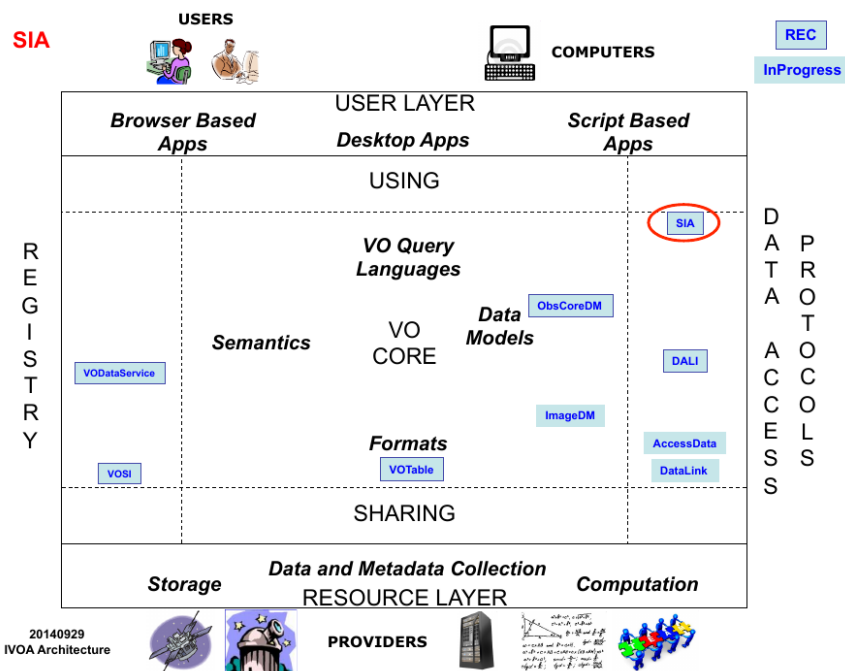 SIA
USERS
COMPUTERS
REC
InProgress
USER LAYER
Browser Based
Apps
Desktop Apps
Script Based
Apps
USING
REGISTRY
DATA ACCESS
PROTOCOLS
SIA
VO Query
Languages
ObsCoreDM
Data
Models
Semantics
VO
CORE
DALI
VODataService
ImageDM
Formats
AccessData
VOSI
VOTable
DataLink
SHARING
Data and Metadata Collection
Storage
Computation
RESOURCE LAYER
20140929
IVOA Architecture
PROVIDERS